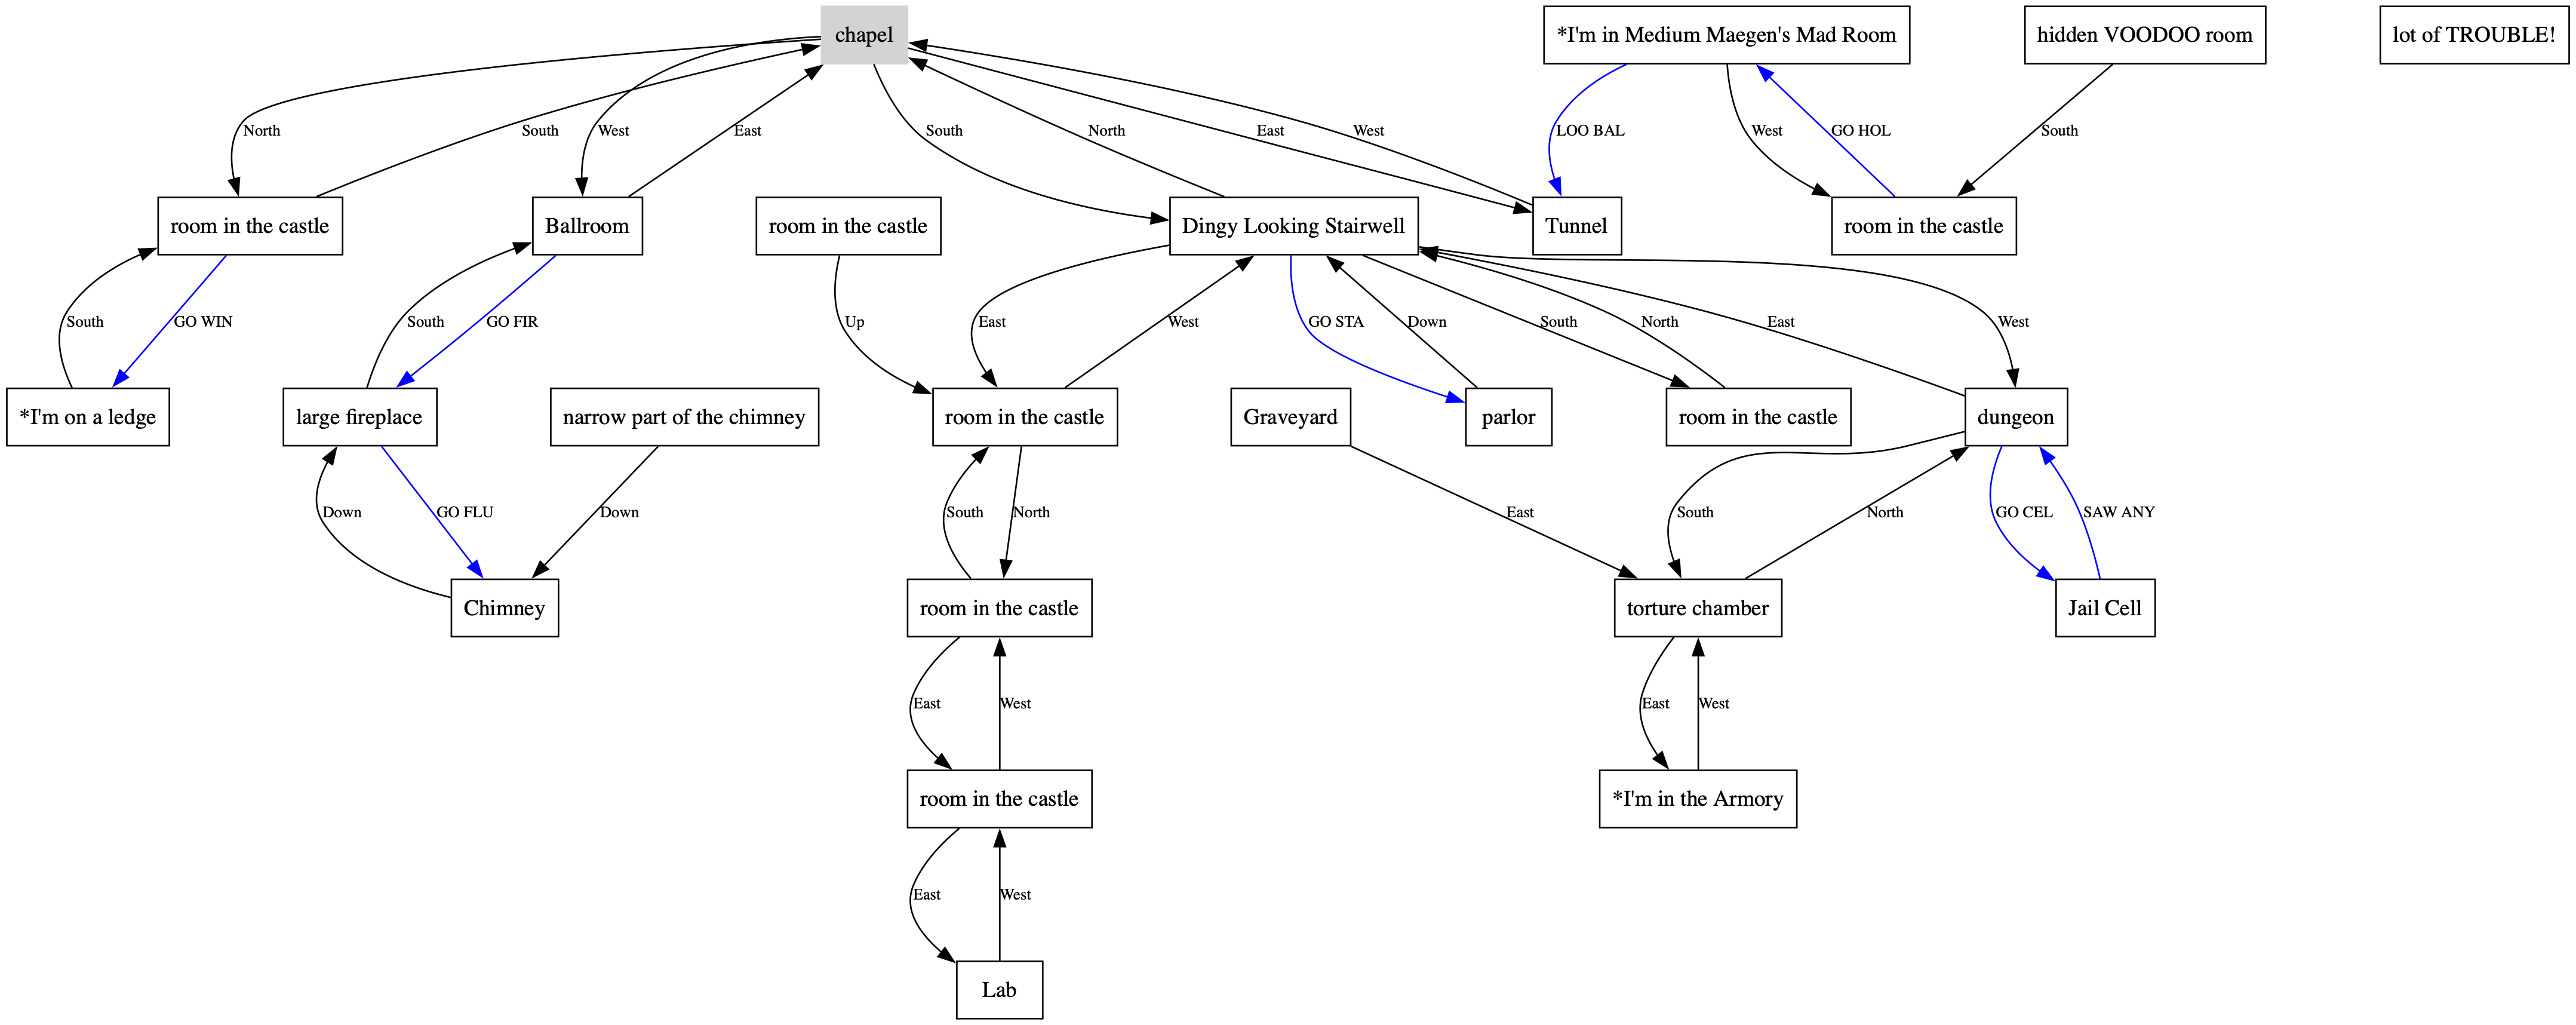 chapel
*I'm in Medium Maegen's Mad Room
hidden VOODOO room
lot of TROUBLE!
North
South
West
East
South
North
East
West
LOO BAL
West
GO HOL
South
room in the castle
Ballroom
room in the castle
Dingy Looking Stairwell
Tunnel
room in the castle
South
GO WIN
South
GO FIR
Up
East
West
GO STA
Down
South
North
East
West
*I'm on a ledge
large fireplace
narrow part of the chimney
room in the castle
Graveyard
parlor
room in the castle
dungeon
Down
GO FLU
Down
South
North
East
South
North
GO CEL
SAW ANY
Chimney
room in the castle
torture chamber
Jail Cell
East
West
East
West
room in the castle
*I'm in the Armory
East
West
Lab